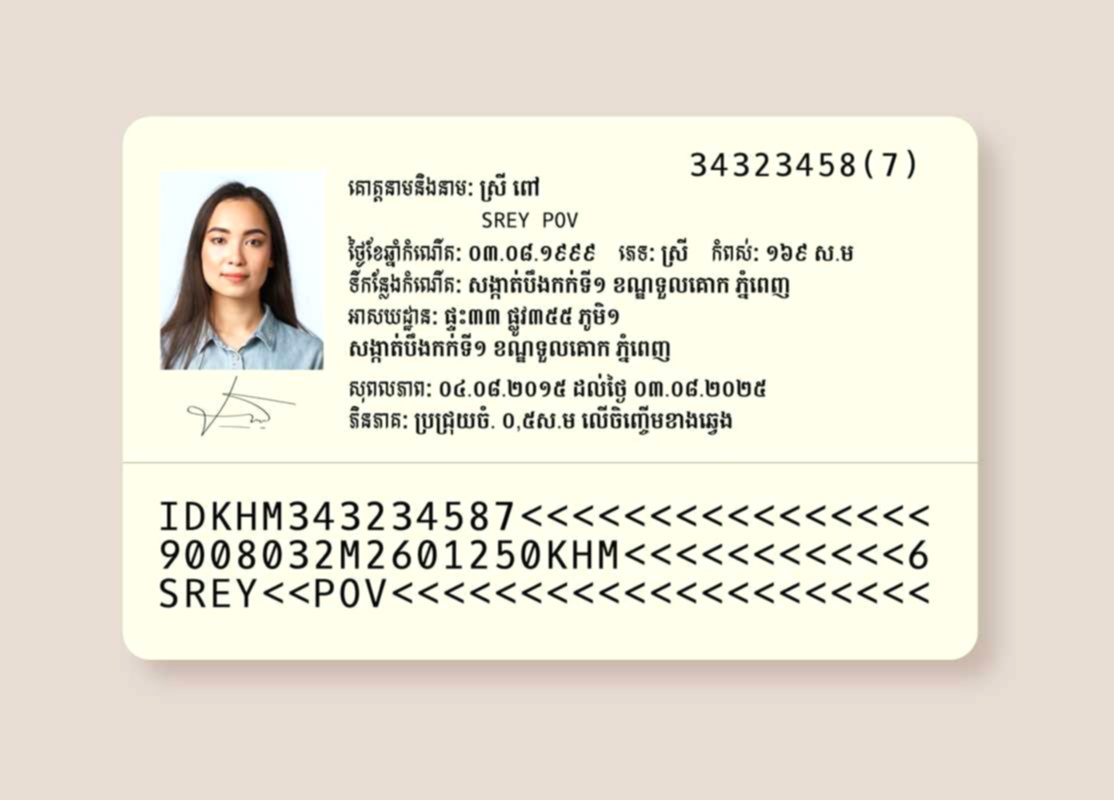 34323458(7)
គោត្តនាមនិងនាម: ស្រី ពៅ
SREY POV
ថ្ងៃខែឆ្នាំកំណើត: ០៣.០៨.១៩៩៩ ភេទ: ស្រី កំពស់: ១៦៩ ស.ម
ទីកន្លែងកំណើត: សង្កាត់បឹងកក់ទី១ ខណ្ឌទួលគោក ភ្នំពេញ
អាសយដ្ឋាន: ផ្ទះ៣៣ ផ្លូវ៣៥៥ ភូមិ១
សង្កាត់បឹងកក់ទី១ ខណ្ឌទួលគោក ភ្នំពេញ
សុពលភាព: ០៤.០៨.២០១៥ ដល់ថ្ងៃ ០៣.០៨.២០២៥
ភិនភាគ: ប្រជ្រុយចំ. ០,៥ស.ម លើចិញ្ចើមខាងឆ្វេង
IDKHM343234587<<<<<<<<<<<<<<<<
9008032M2601250KHM<<<<<<<<<<<6
SREY<<POV<<<<<<<<<<<<<<<<<<<<<